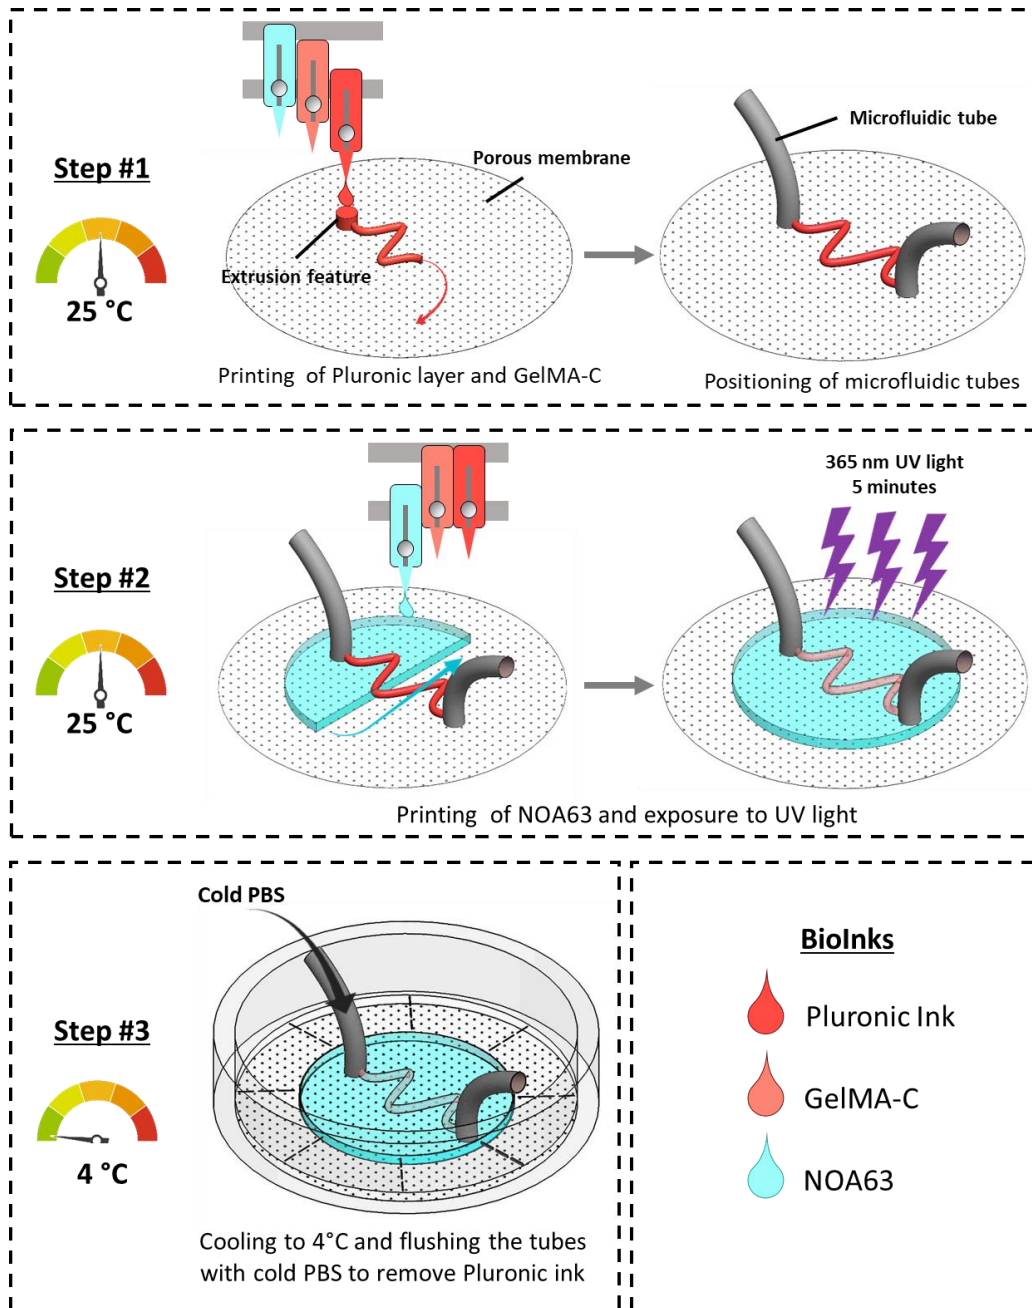 Step #1
25 °C
Porous membrane
Extrusion feature
Printing of Pluronic layer and GelMA-C
Microfluidic tube
Positioning of microfluidic tubes
Step #2
25 °C
365 nm UV light
5 minutes
Printing of NOA63 and exposure to UV light
Step #3
4 °C
Cold PBS
Cooling to 4°C and flushing the tubes
with cold PBS to remove Pluronic ink
BioInks
Pluronic Ink
GelMA-C
NOA63